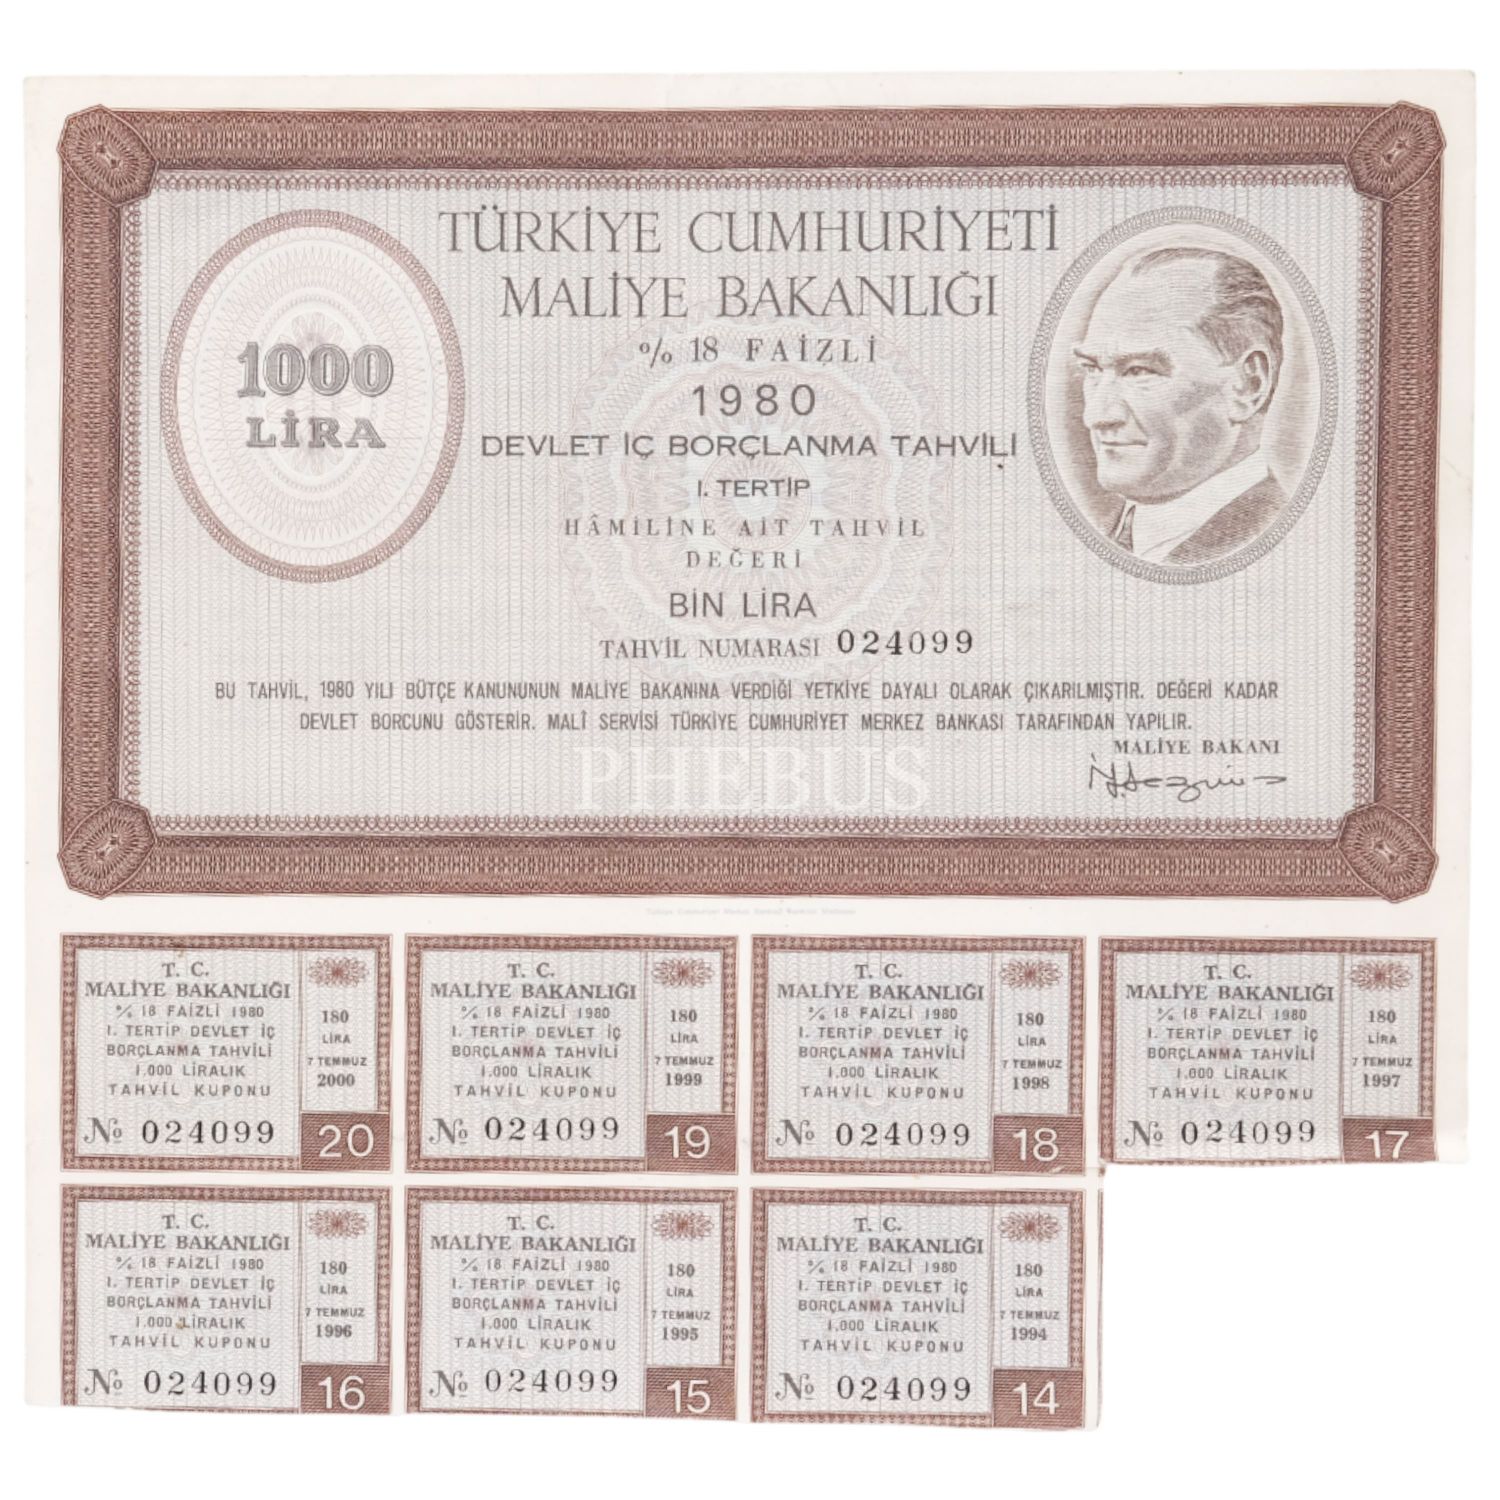 1000
LİRA
TÜRKİYE CUMHURİYETİ
MALİYE BAKANLIĞI
% 18 FAİZLİ
1980
DEVLET İÇ BORÇLANMA TAHVİLİ
I. TERTİP
HÂMİLİNE AİT TAHVİL
DEĞERİ
BİN LİRA
TAHVİL NUMARASI 024099
BU TAHVİL, 1980 YILI BÜTÇE KANUNUNUN MALİYE BAKANINA VERDİĞİ YETKİYE DAYALI OLARAK ÇIKARILMIŞTIR. DEĞERİ KADAR
DEVLET BORCUNU GÖSTERİR. MALÎ SERVİSİ TÜRKİYE CUMHURİYET MERKEZ BANKASI TARAFINDAN YAPILIR.
MALİYE BAKANI
PHEBUS
T. C.
MALİYE BAKANLIĞI
% 18 FAİZLİ 1980
I. TERTİP DEVLET İÇ
BORÇLANMA TAHVİLİ
1.000 LİRALIK
TAHVİL KUPONU
№ 024099
180
LİRA
7 TEMMUZ
2000
20
T. C.
MALİYE BAKANLIĞI
% 18 FAİZLİ 1980
I. TERTİP DEVLET İÇ
BORÇLANMA TAHVİLİ
1.000 LİRALIK
TAHVİL KUPONU
№ 024099
180
LİRA
7 TEMMUZ
1999
19
T. C.
MALİYE BAKANLIĞI
% 18 FAİZLİ 1980
I. TERTİP DEVLET İÇ
BORÇLANMA TAHVİLİ
1.000 LİRALIK
TAHVİL KUPONU
№ 024099
180
LİRA
7 TEMMUZ
1998
18
T. C.
MALİYE BAKANLIĞI
% 18 FAİZLİ 1980
I. TERTİP DEVLET İÇ
BORÇLANMA TAHVİLİ
1.000 LİRALIK
TAHVİL KUPONU
№ 024099
180
LİRA
7 TEMMUZ
1997
17
T. C.
MALİYE BAKANLIĞI
% 18 FAİZLİ 1980
I. TERTİP DEVLET İÇ
BORÇLANMA TAHVİLİ
1.000 LİRALIK
TAHVİL KUPONU
№ 024099
180
LİRA
7 TEMMUZ
1996
16
T. C.
MALİYE BAKANLIĞI
% 18 FAİZLİ 1980
I. TERTİP DEVLET İÇ
BORÇLANMA TAHVİLİ
1.000 LİRALIK
TAHVİL KUPONU
№ 024099
180
LİRA
7 TEMMUZ
1995
15
T. C.
MALİYE BAKANLIĞI
% 18 FAİZLİ 1980
I. TERTİP DEVLET İÇ
BORÇLANMA TAHVİLİ
1.000 LİRALIK
TAHVİL KUPONU
№ 024099
180
LİRA
7 TEMMUZ
1994
14